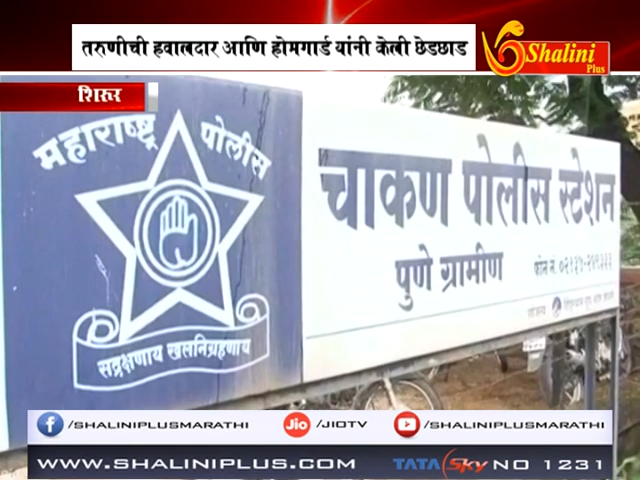 तरुणीची हवालदार आणि होमगार्ड यांनी केली छेडछाड
Shalini
Plus
शिरूर
महाराष्ट्र पोलीस
सद्रक्षणाय खलनिग्रहणाय
चाकण पोलीस स्टेशन
पुणे ग्रामीण
फोन नं.
/SHALINIPLUSMARATHI
Jio /JIOTV
/SHALINIPLUSMARATHI
WWW.SHALINIPLUS.COM
TATA Sky NO 1231